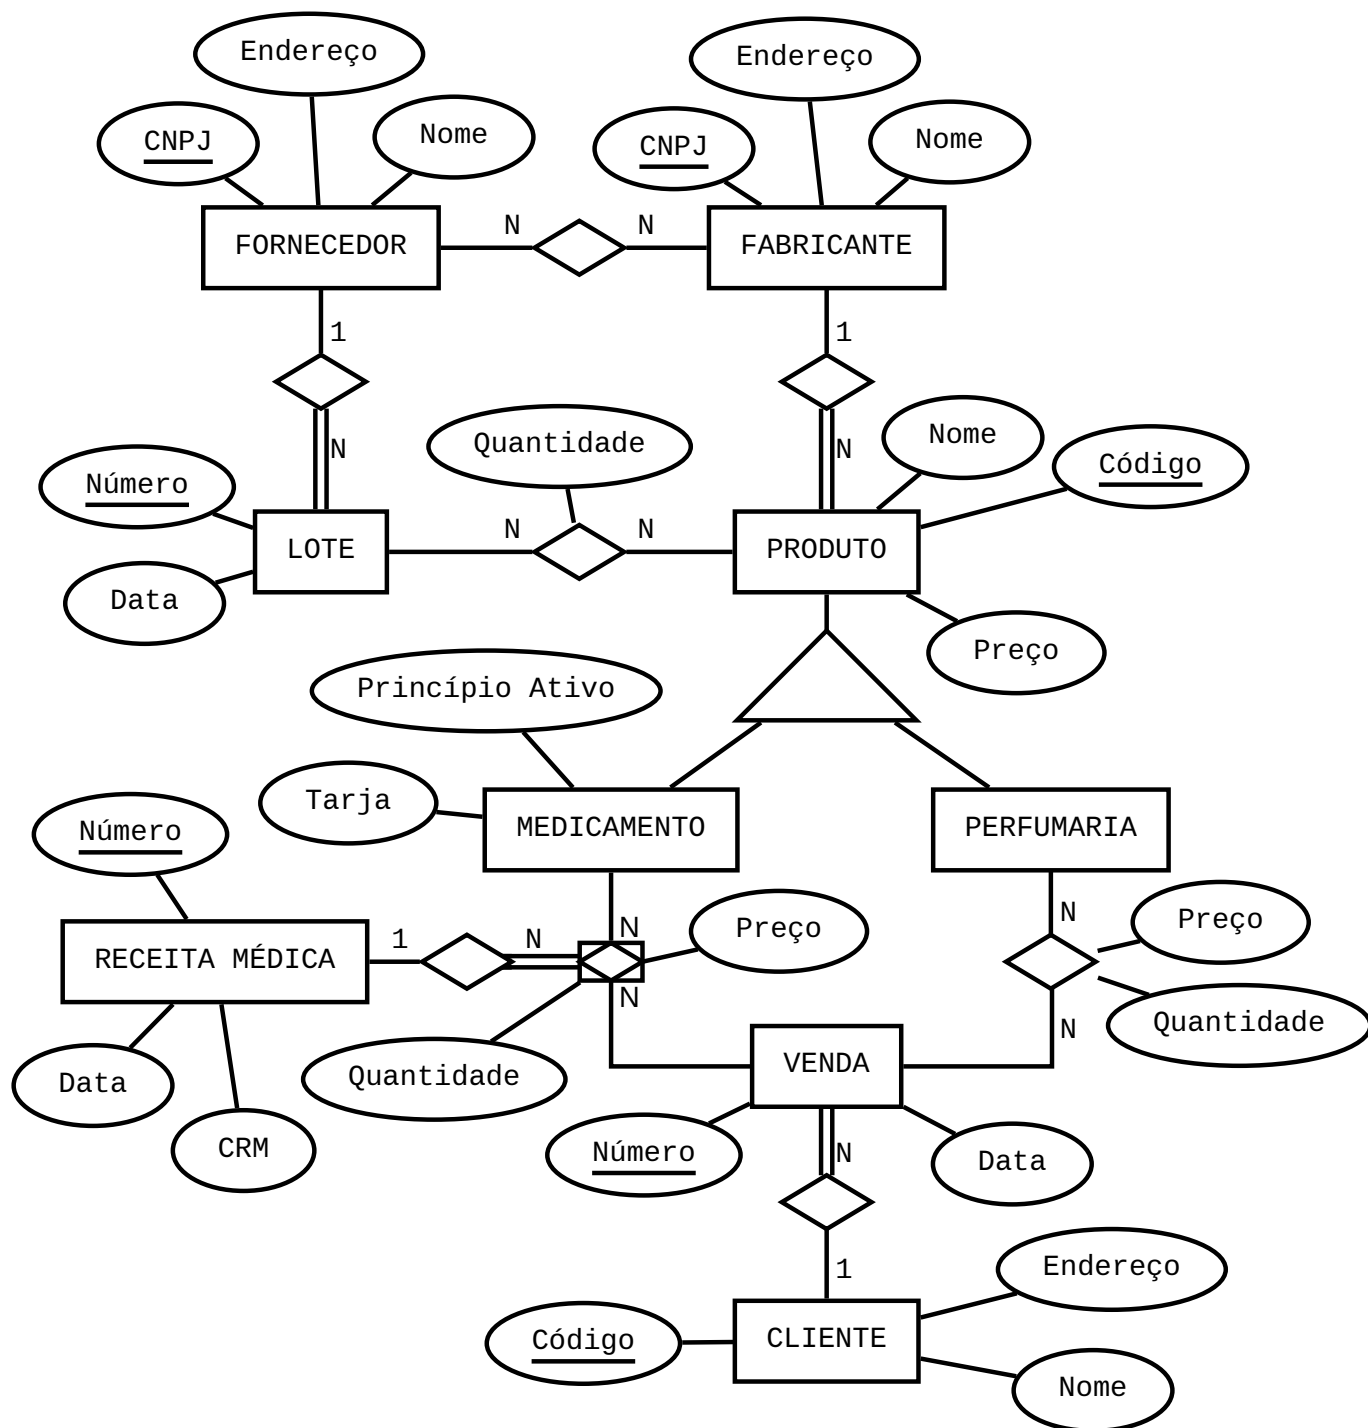 Endereço
Endereço
CNPJ
Nome
CNPJ
Nome
FORNECEDOR
N
N
FABRICANTE
1
1
Quantidade
Nome
N
N
Número
Código
LOTE
N
N
PRODUTO
Data
Preço
Princípio Ativo
Tarja
MEDICAMENTO
PERFUMARIA
Número
N
Preço
N
Preço
RECEITA MÉDICA
1
N
N
Quantidade
N
Data
Quantidade
VENDA
CRM
Número
N
Data
1
Endereço
Código
CLIENTE
Nome